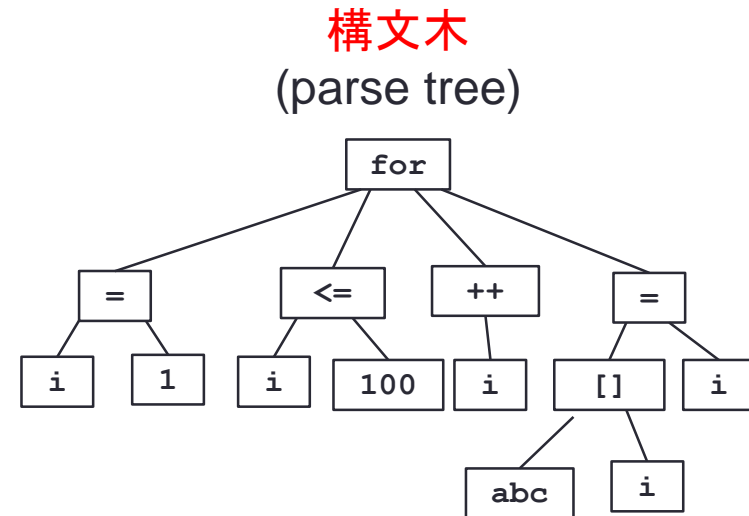 構文木
(parse tree)
for
= <= ++ =
i 1 i 100 i [] i
abc i